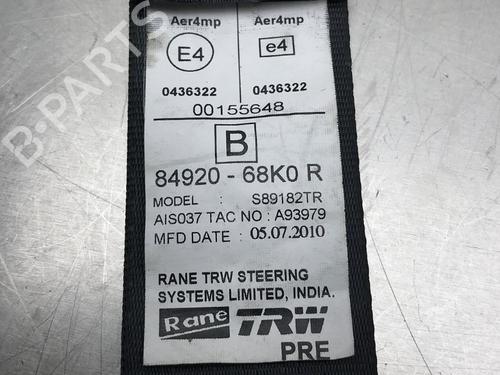 Aer4mp Aer4mp
E4 e4
0436322 0436322
00155648
B
84920 - 68K0 R
MODEL : S89182TR
AIS037 TAC NO : A93979
MFD DATE : 05.07.2010
RANE TRW STEERING
SYSTEMS LIMITED, INDIA.
Rane TRW
PRE
B-PARTS